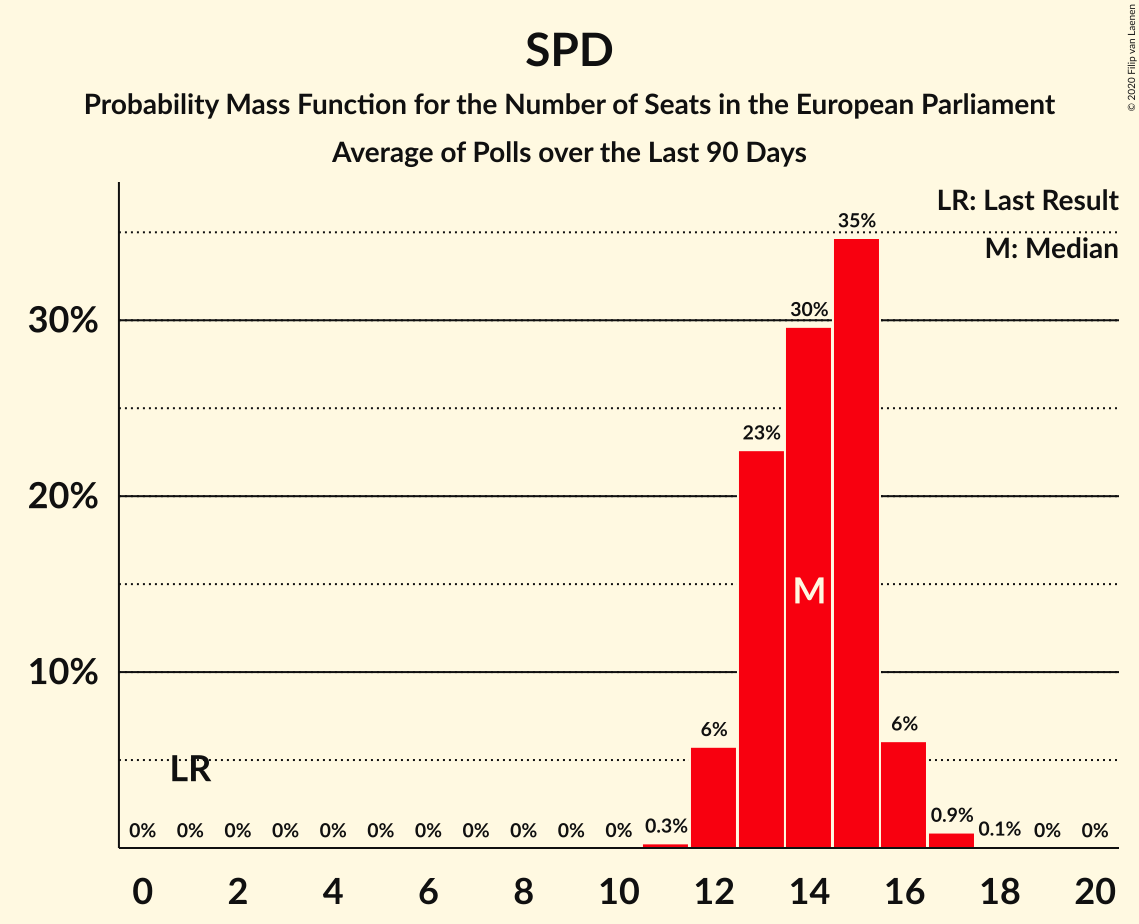 SPD
Probability Mass Function for the Number of Seats in the European Parliament
Average of Polls over the Last 90 Days
© 2020 Filip van Laenen
LR: Last Result
M: Median
35%
30%
30%
23%
20%
M
10%
6%
6%
LR
0% 0% 0% 0% 0% 0% 0% 0% 0% 0% 0% 0.3% 0.9% 0.1% 0% 0%
0 2 4 6 8 10 12 14 16 18 20